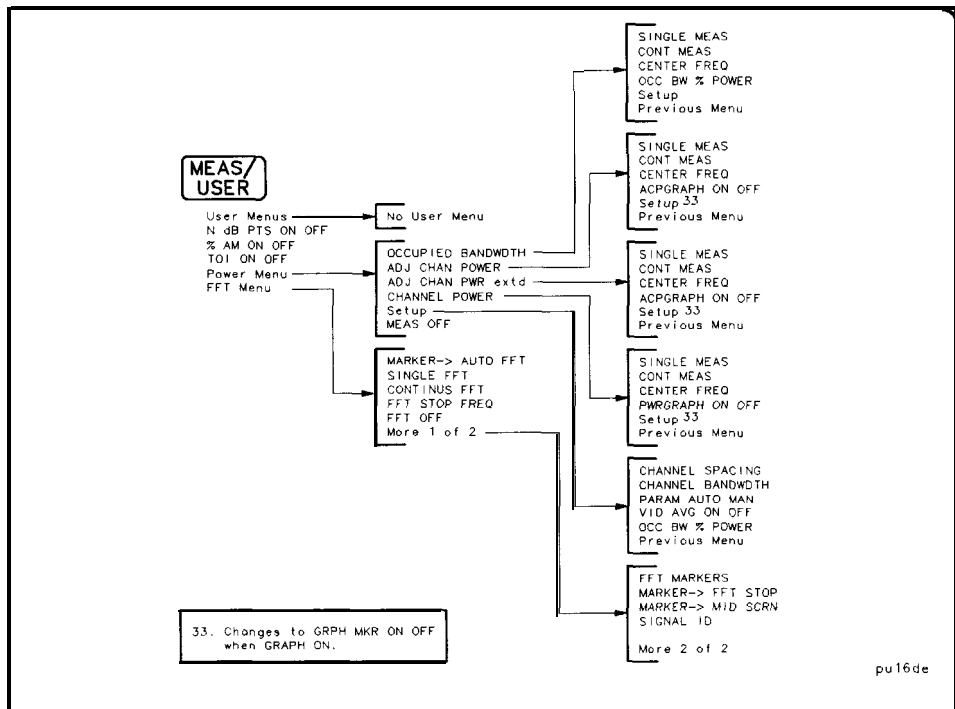 MEAS/
USER
User Menus
N dB PTS ON OFF
% AM ON OFF
TOI ON OFF
Power Menu
FFT Menu
No User Menu
OCCUPIED BANDWDTH
ADJ CHAN POWER
ADJ CHAN PWR extd
CHANNEL POWER
Setup
MEAS OFF
MARKER-> AUTO FFT
SINGLE FFT
CONTINUS FFT
FFT STOP FREQ
FFT OFF
More 1 of 2
SINGLE MEAS
CONT MEAS
CENTER FREQ
OCC BW % POWER
Setup
Previous Menu
SINGLE MEAS
CONT MEAS
CENTER FREQ
ACPGRAPH ON OFF
Setup 33
Previous Menu
SINGLE MEAS
CONT MEAS
CENTER FREQ
ACPGRAPH ON OFF
Setup 33
Previous Menu
SINGLE MEAS
CONT MEAS
CENTER FREQ
PWRGRAPH ON OFF
Setup 33
Previous Menu
CHANNEL SPACING
CHANNEL BANDWDTH
PARAM AUTO MAN
VID AVG ON OFF
OCC BW % POWER
Previous Menu
FFT MARKERS
MARKER-> FFT STOP
MARKER-> MID SCRN
SIGNAL ID
More 2 of 2
33. Changes to GRPH MKR ON OFF
when GRAPH ON.
pu16de